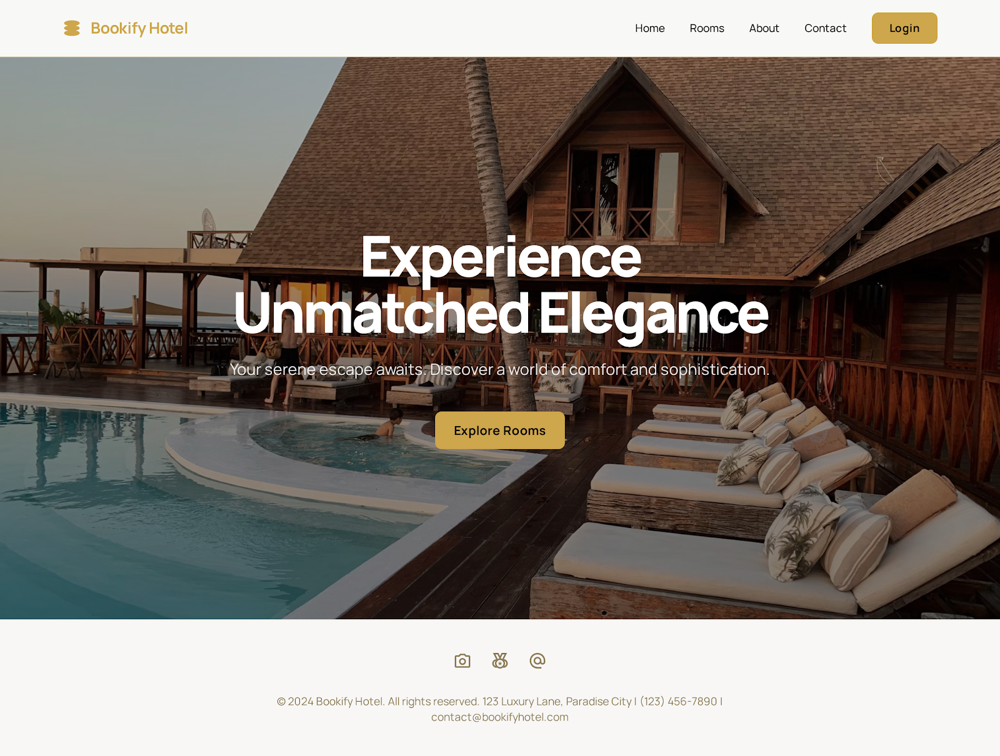 Bookify Hotel
Home
Rooms
About
Contact
Login
Experience
Unmatched Elegance
Your serene escape awaits. Discover a world of comfort and sophistication.
Explore Rooms
© 2024 Bookify Hotel. All rights reserved. 123 Luxury Lane, Paradise City | (123) 456-7890 |
contact@bookifyhotel.com